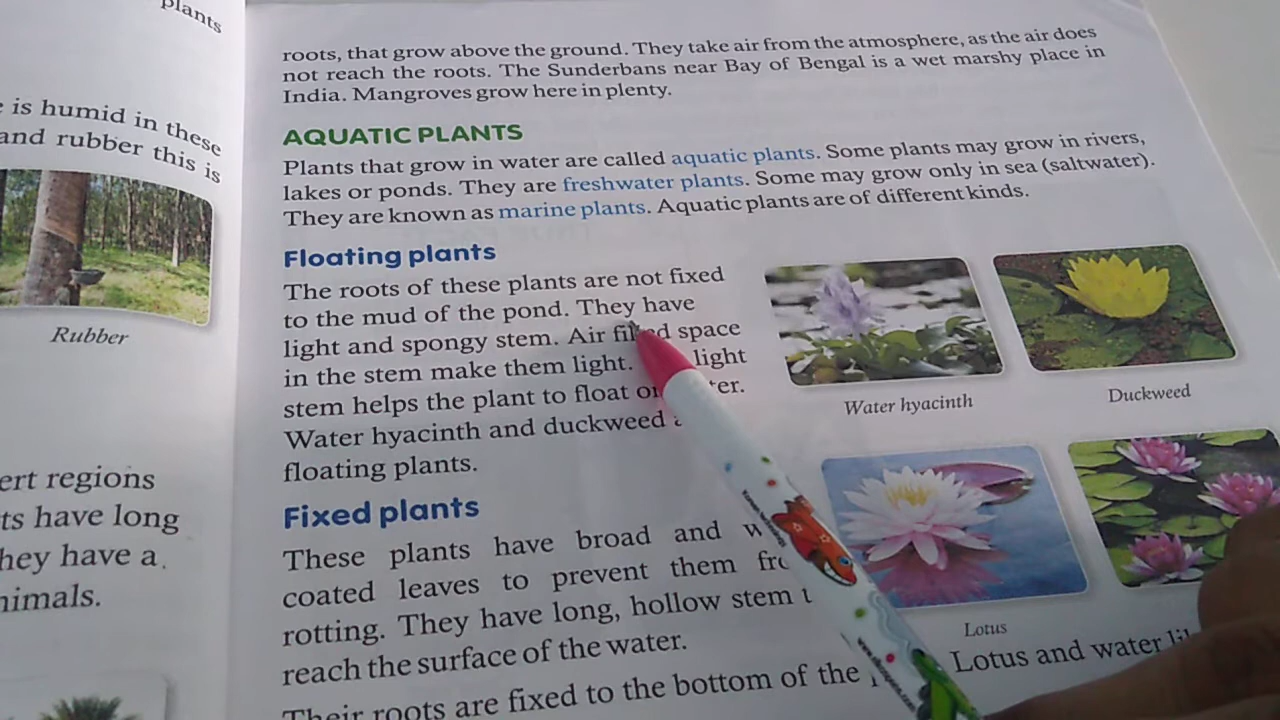 plants
is humid in these
and rubber this is
Rubber
ert regions
ts have long
hey have a
nimals.
roots, that grow above the ground. They take air from the atmosphere, as the air does
not reach the roots. The Sunderbans near Bay of Bengal is a wet marshy place in
India. Mangroves grow here in plenty.
AQUATIC PLANTS
Plants that grow in water are called aquatic plants. Some plants may grow in rivers,
lakes or ponds. They are freshwater plants. Some may grow only in sea (saltwater).
They are known as marine plants. Aquatic plants are of different kinds.
Floating plants
The roots of these plants are not fixed
to the mud of the pond. They have
light and spongy stem. Air filled space
in the stem make them light. light
stem helps the plant to float ter.
Water hyacinth and duckweed
floating plants.
Water hyacinth
Duckweed
Fixed plants
These plants have broad and
coated leaves to prevent them
rotting. They have long, hollow stem
reach the surface of the water.
Their roots are fixed to the bottom of the Lotus and water
Lotus